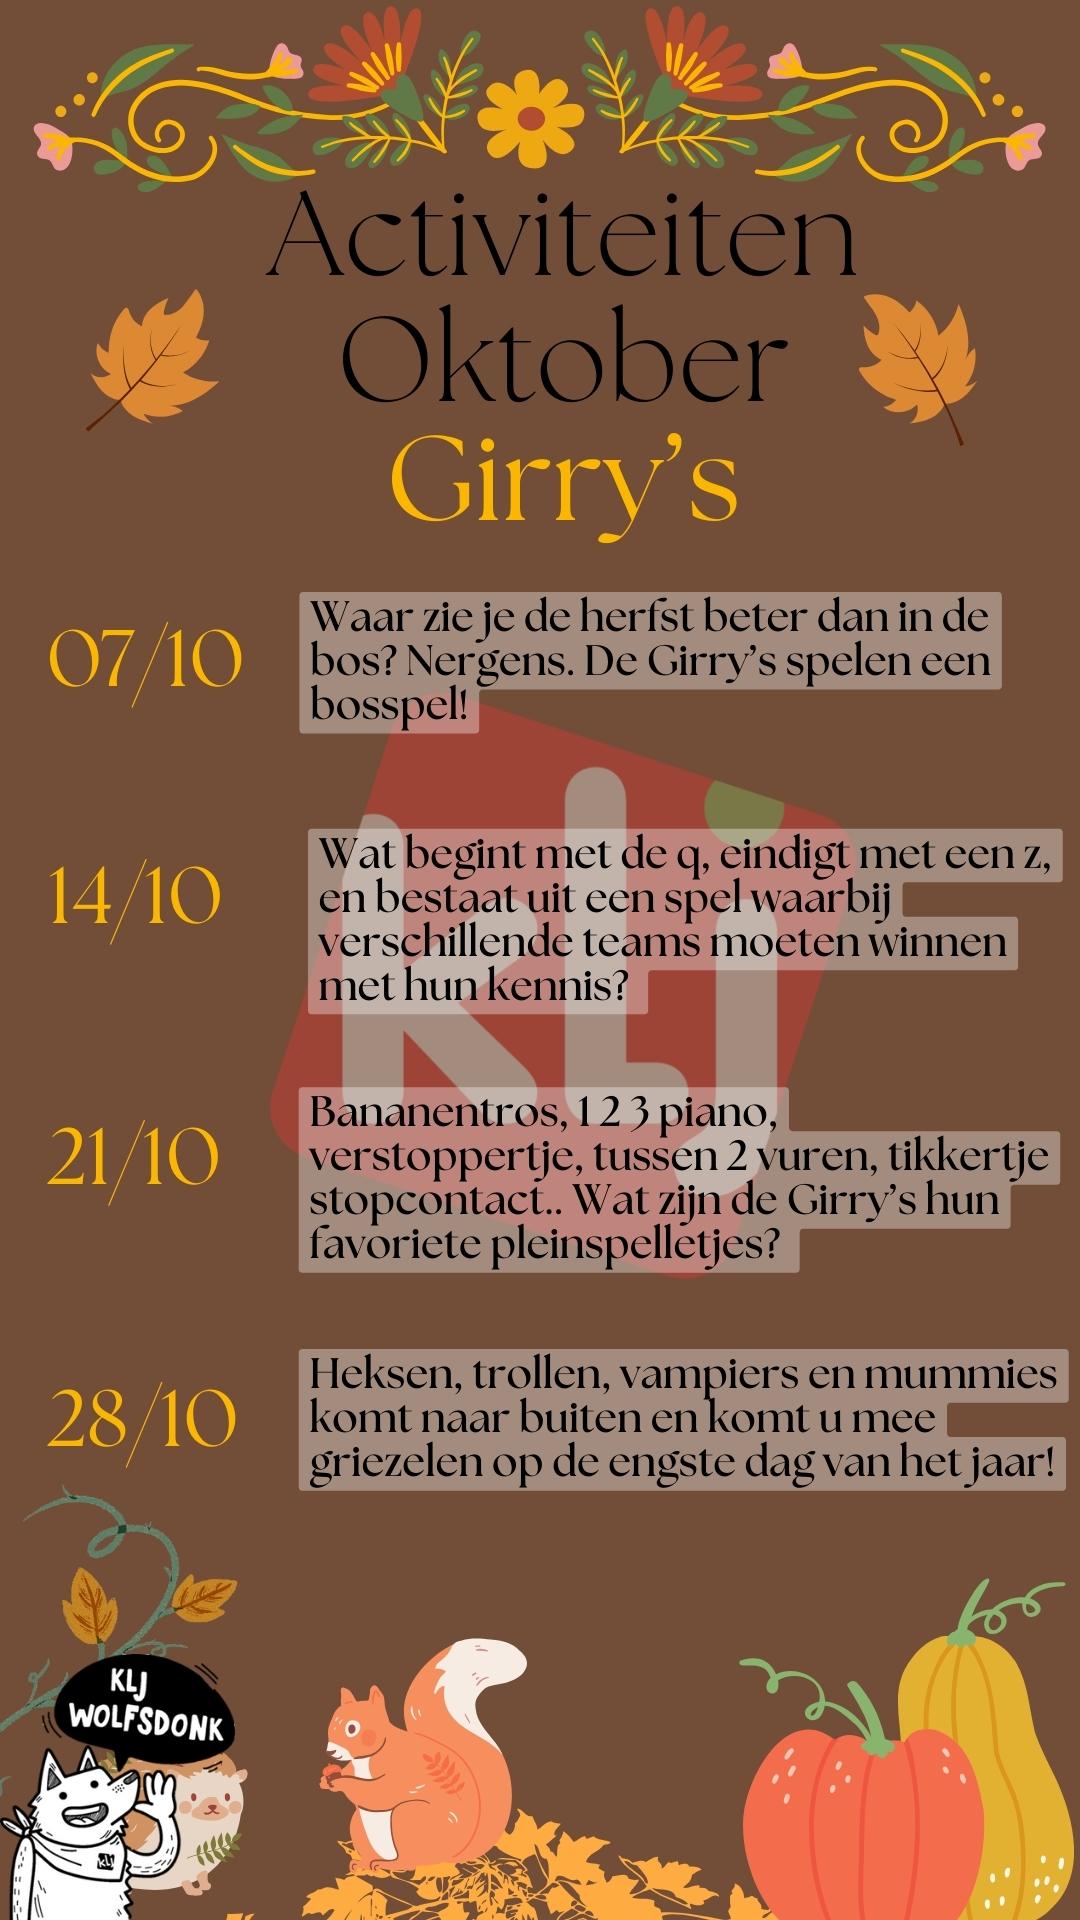 Activiteiten
Oktober
Girry's
07/10
Waar zie je de herfst beter dan in de
bos? Nergens. De Girry's spelen een
bosspel!
14/10
Wat begint met de q, eindigt met een z,
en bestaat uit een spel waarbij
verschillende teams moeten winnen
met hun kennis?
21/10
Bananentros, 1 2 3 piano,
verstoppertje, tussen 2 vuren, tikkertje
stopcontact.. Wat zijn de Girry's hun
favoriete pleinspelletjes?
28/10
Heksen, trollen, vampiers en mummies
komt naar buiten en komt u mee
griezelen op de engste dag van het jaar!
klj
KLJ
WOLFSDONK
klj